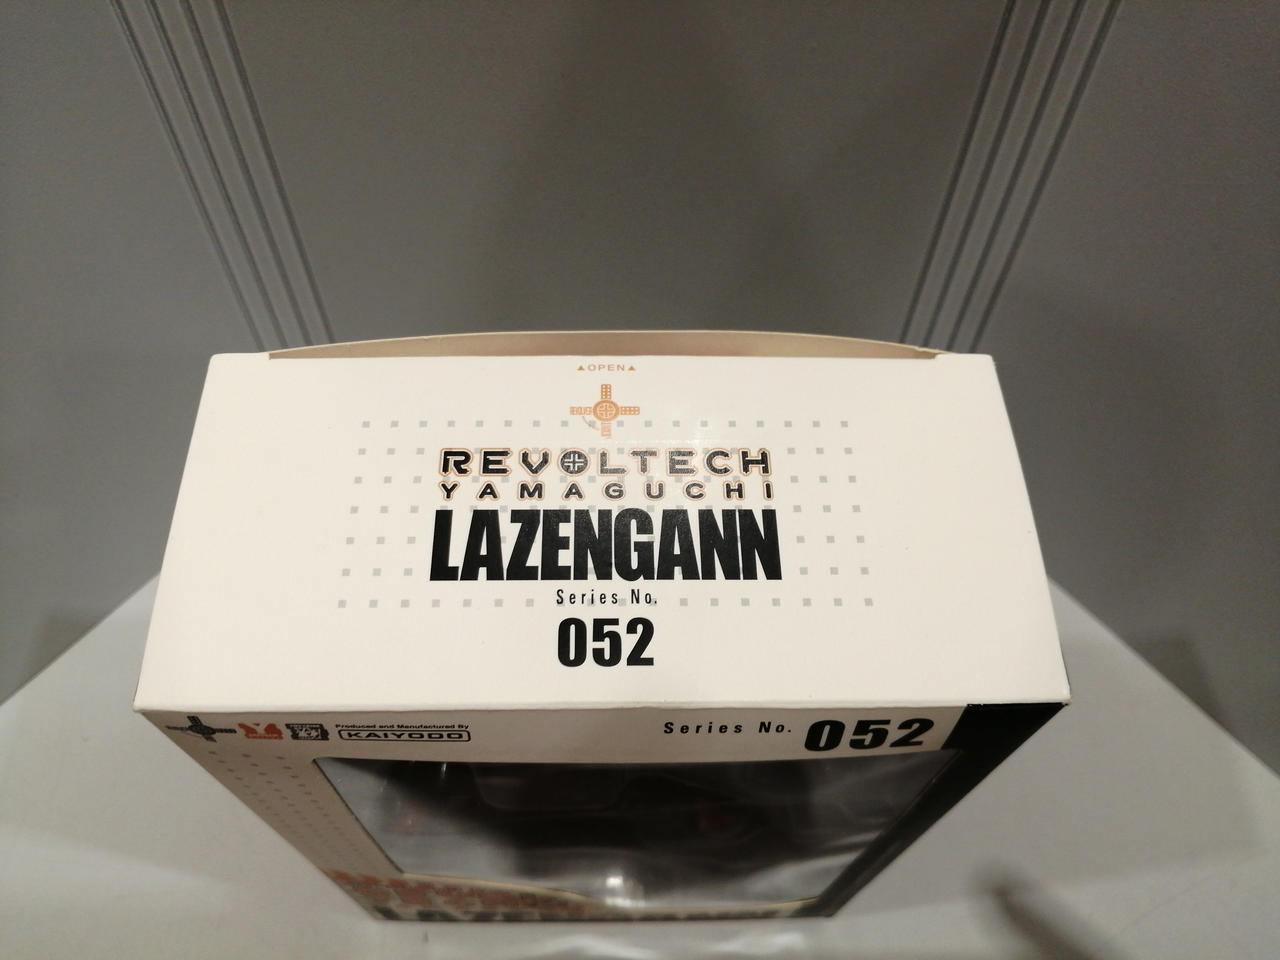 ▲OPEN▲
REVOLTECH
YAMAGUCHI
LAZENGANN
Series No.
052
Produced and Manufactured By
KAIYODO
Series No. 052